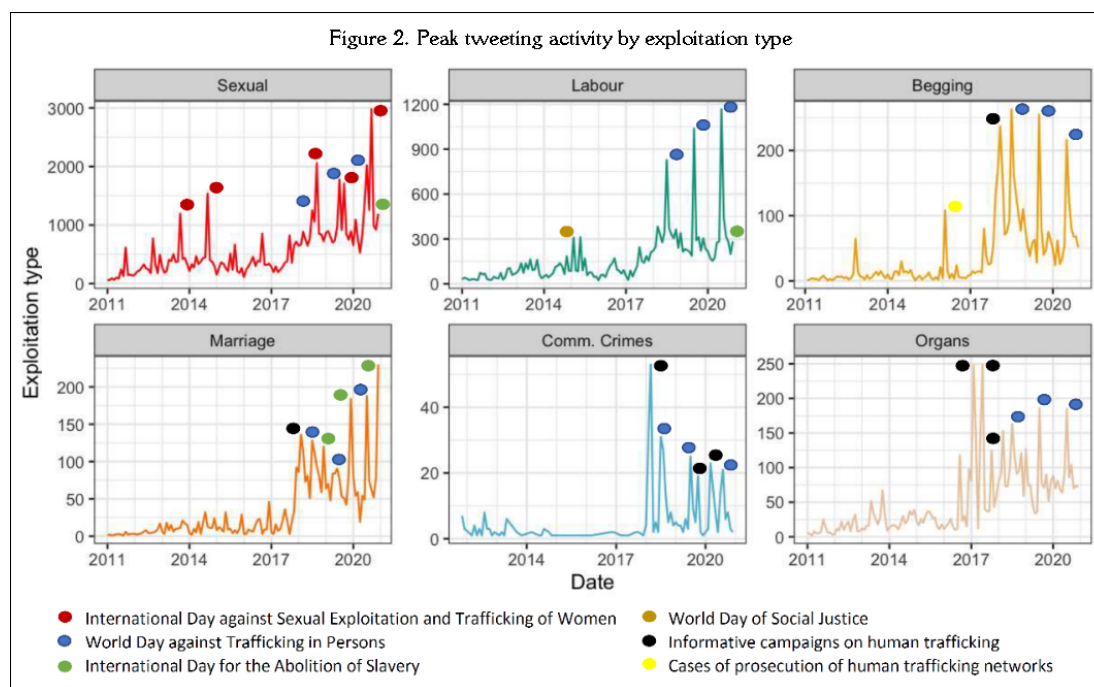 Figure 2. Peak tweeting activity by exploitation type
Sexual
Labour
Begging
3000
2000
1000
0
2011 2014 2017 2020
1200
900
600
300
0
2011 2014 2017 2020
200
100
0
2011 2014 2017 2020
Exploitation type
Marriage
Comm. Crimes
Organs
200
150
100
50
0
2011 2014 2017 2020
40
20
0
2014 2017 2020
250
200
150
100
50
0
2011 2014 2017 2020
Date
International Day against Sexual Exploitation and Trafficking of Women
World Day against Trafficking in Persons
International Day for the Abolition of Slavery
World Day of Social Justice
Informative campaigns on human trafficking
Cases of prosecution of human trafficking networks